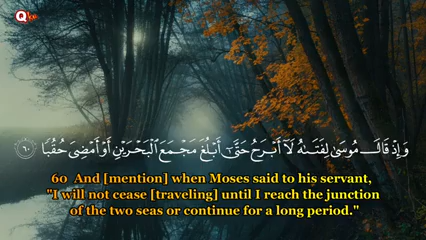 Q
وَإِذْ قَالَ مُوسَىٰ لِفَتَىٰهُ لَآ أَبْرَحُ حَتَّىٰٓ أَبْلُغَ مَجْمَعَ ٱلْبَحْرَيْنِ أَوْ أَمْضِىَ حُقُبًا ٦٠
60 And [mention] when Moses said to his servant,
"I will not cease [traveling] until I reach the junction
of the two seas or continue for a long period."